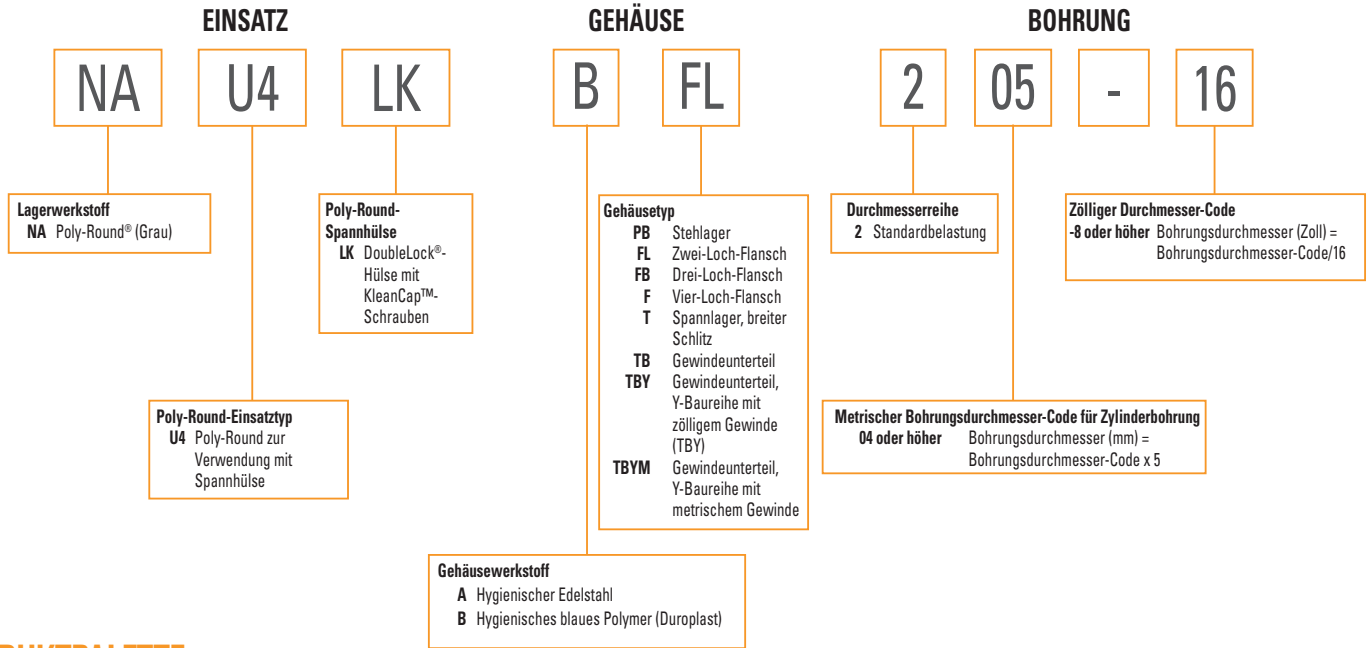 EINSATZ
GEHÄUSE
BOHRUNG
NA U4 LK B FL 2 05 - 16
Lagerwerkstoff
NA Poly-Round® (Grau)
Poly-Round-Einsatztyp
U4 Poly-Round zur
Verwendung mit
Spannhülse
Poly-Round-
Spannhülse
LK DoubleLock®-
Hülse mit
KleanCap™-
Schrauben
Gehäusewerkstoff
A Hygienischer Edelstahl
B Hygienisches blaues Polymer (Duroplast)
Gehäusetyp
PB Stehlager
FL Zwei-Loch-Flansch
FB Drei-Loch-Flansch
F Vier-Loch-Flansch
T Spannlager, breiter
Schlitz
TB Gewindeunterteil
TBY Gewindeunterteil,
Y-Baureihe mit
zölligem Gewinde
(TBY)
TBYM Gewindeunterteil,
Y-Baureihe mit
metrischem Gewinde
Durchmesserreihe
2 Standardbelastung
Metrischer Bohrungsdurchmesser-Code für Zylinderbohrung
04 oder höher Bohrungsdurchmesser (mm) =
Bohrungsdurchmesser-Code x 5
Zölliger Durchmesser-Code
-8 oder höher Bohrungsdurchmesser (Zoll) =
Bohrungsdurchmesser-Code/16